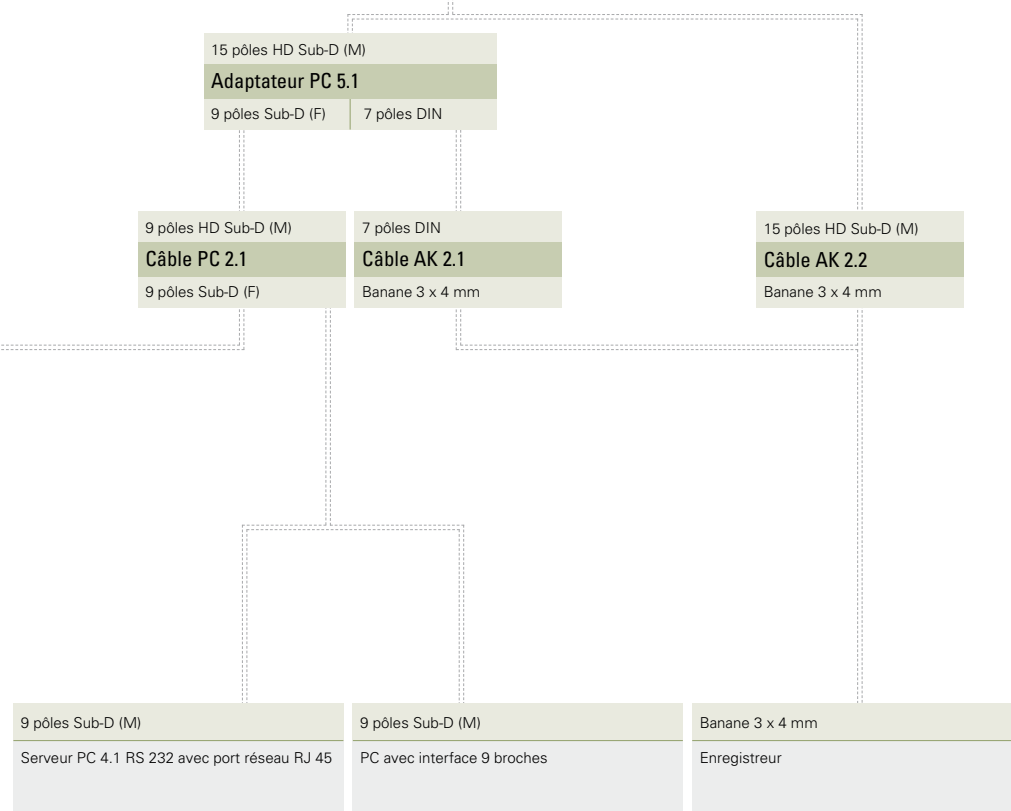 15 pôles HD Sub-D (M)
Adaptateur PC 5.1
9 pôles Sub-D (F)
7 pôles DIN
9 pôles HD Sub-D (M)
Câble PC 2.1
9 pôles Sub-D (F)
7 pôles DIN
Câble AK 2.1
Banane 3 x 4 mm
15 pôles HD Sub-D (M)
Câble AK 2.2
Banane 3 x 4 mm
9 pôles Sub-D (M)
Serveur PC 4.1 RS 232 avec port réseau RJ 45
9 pôles Sub-D (M)
PC avec interface 9 broches
Banane 3 x 4 mm
Enregistreur